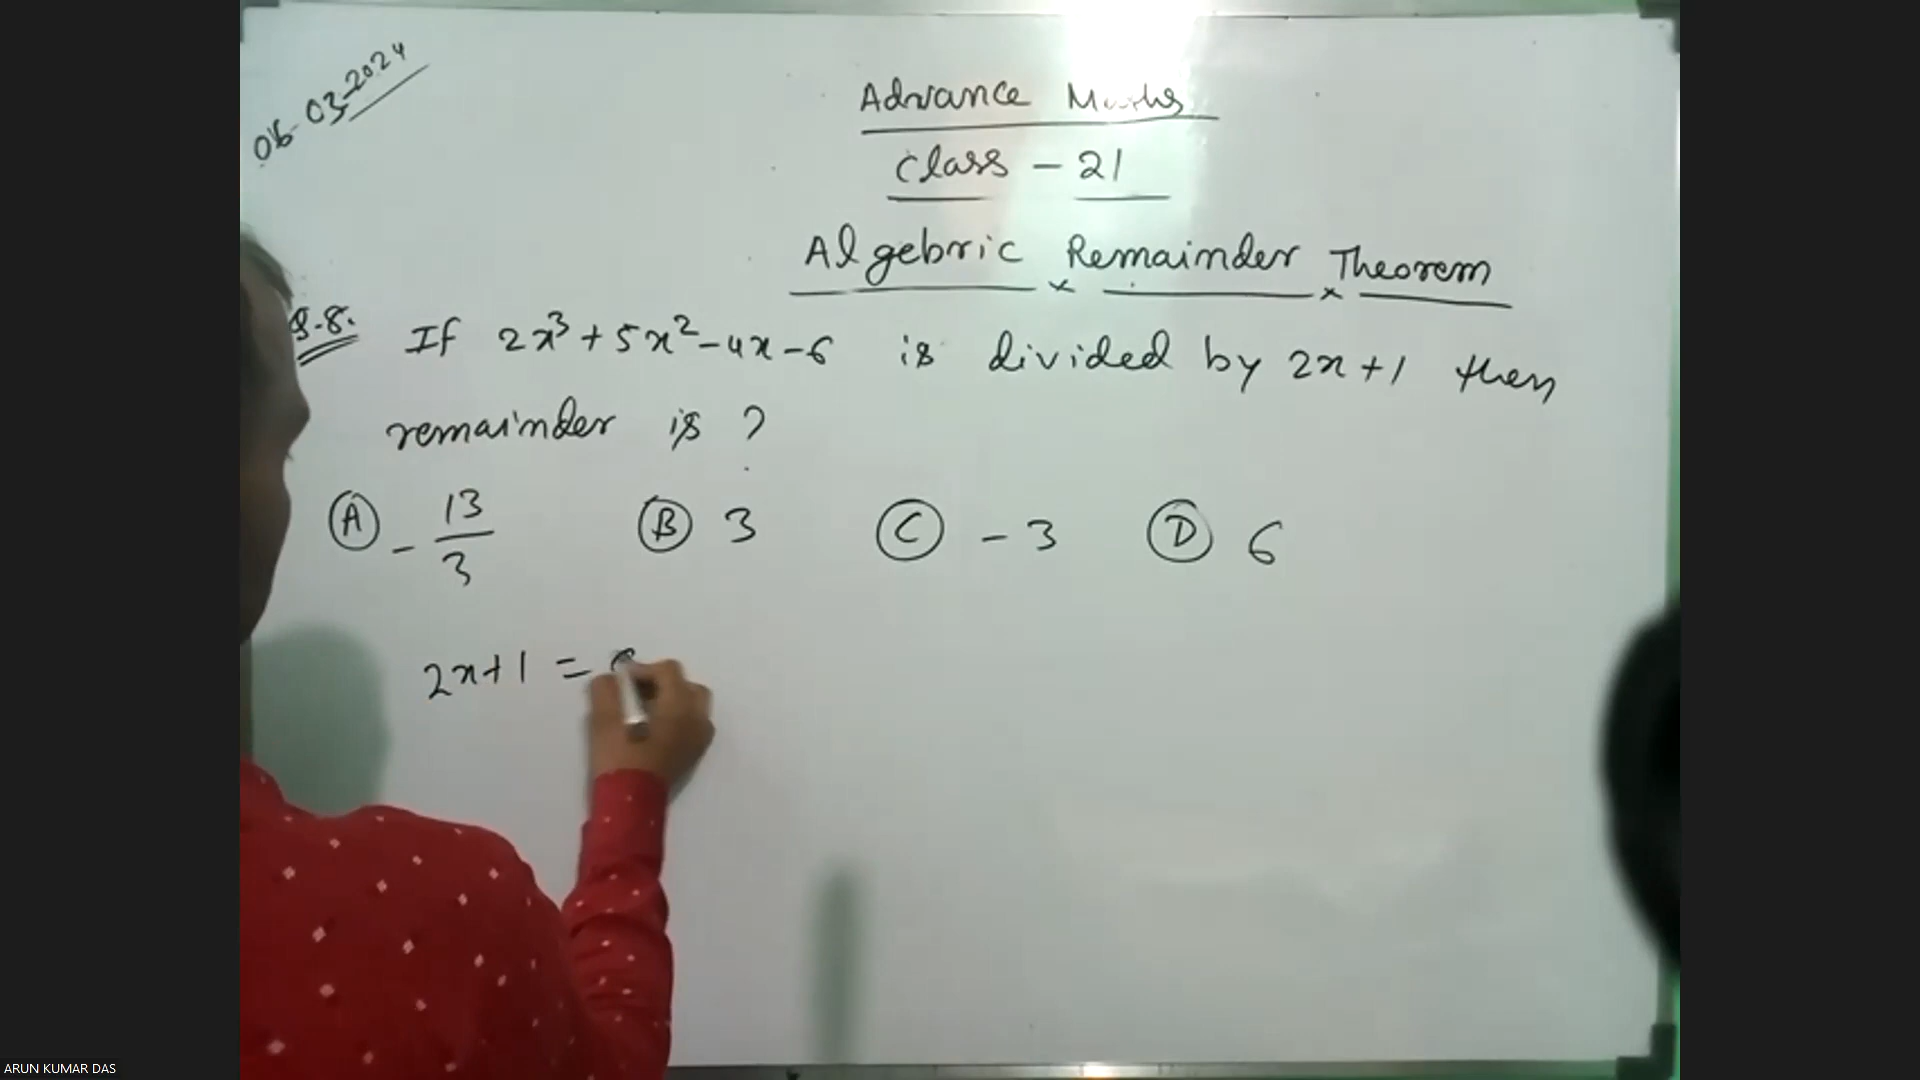 06-03-2024
Advance Maths
Class - 21
Algebric Remainder Theorem
Q.8. If 2x³+5x²-4x-6 is divided by 2x+1 then
remainder is ?
(A) -13/3 (B) 3 (C) -3 (D) 6
2x+1 =
ARUN KUMAR DAS